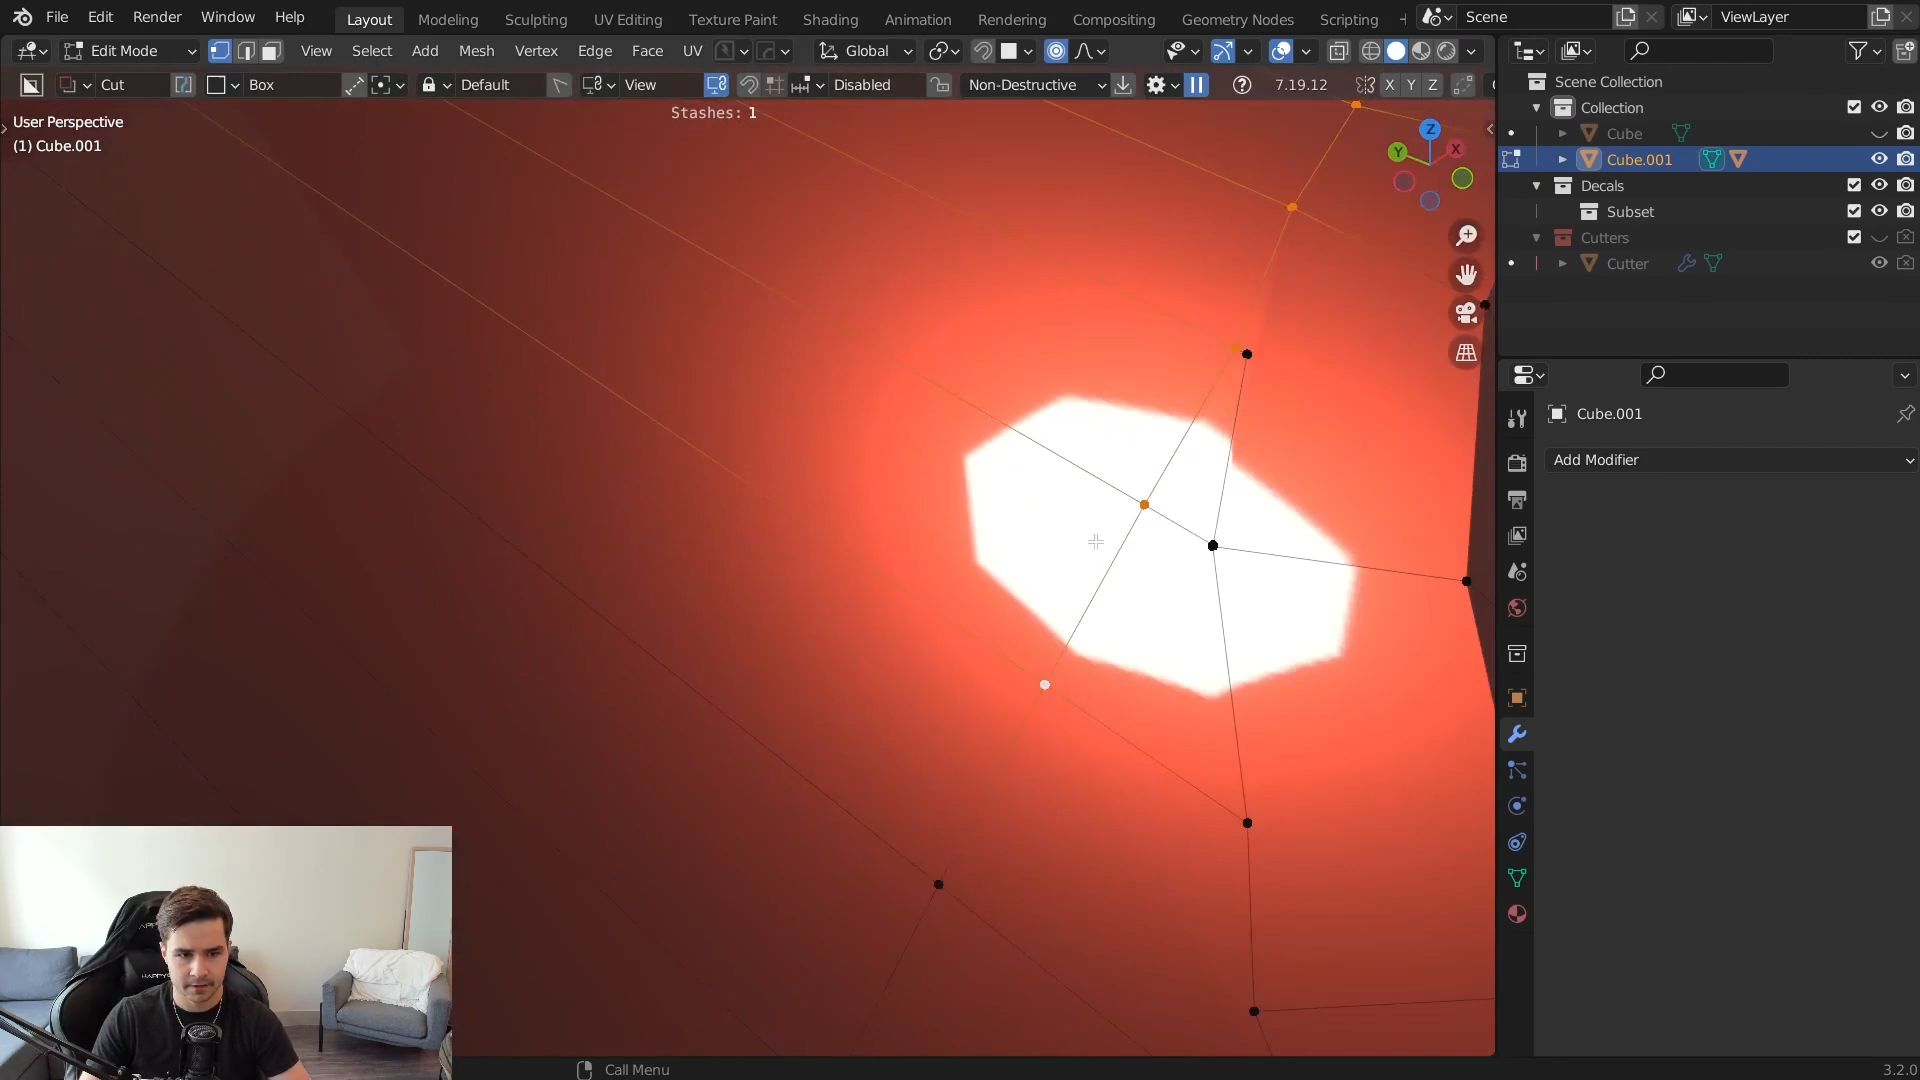 File Edit Render Window Help
Layout Modeling Sculpting UV Editing Texture Paint Shading Animation Rendering Compositing Geometry Nodes Scripting +
Scene
ViewLayer
Edit Mode
View Select Add Mesh Vertex Edge Face UV
Global
Cut
Box
Default
View
Disabled
Non-Destructive
7.19.12
X Y Z
Stashes: 1
User Perspective
(1) Cube.001
Z
Y
X
Scene Collection
Collection
Cube
Cube.001
Decals
Subset
Cutters
Cutter
Cube.001
Add Modifier
Call Menu
3.2.0